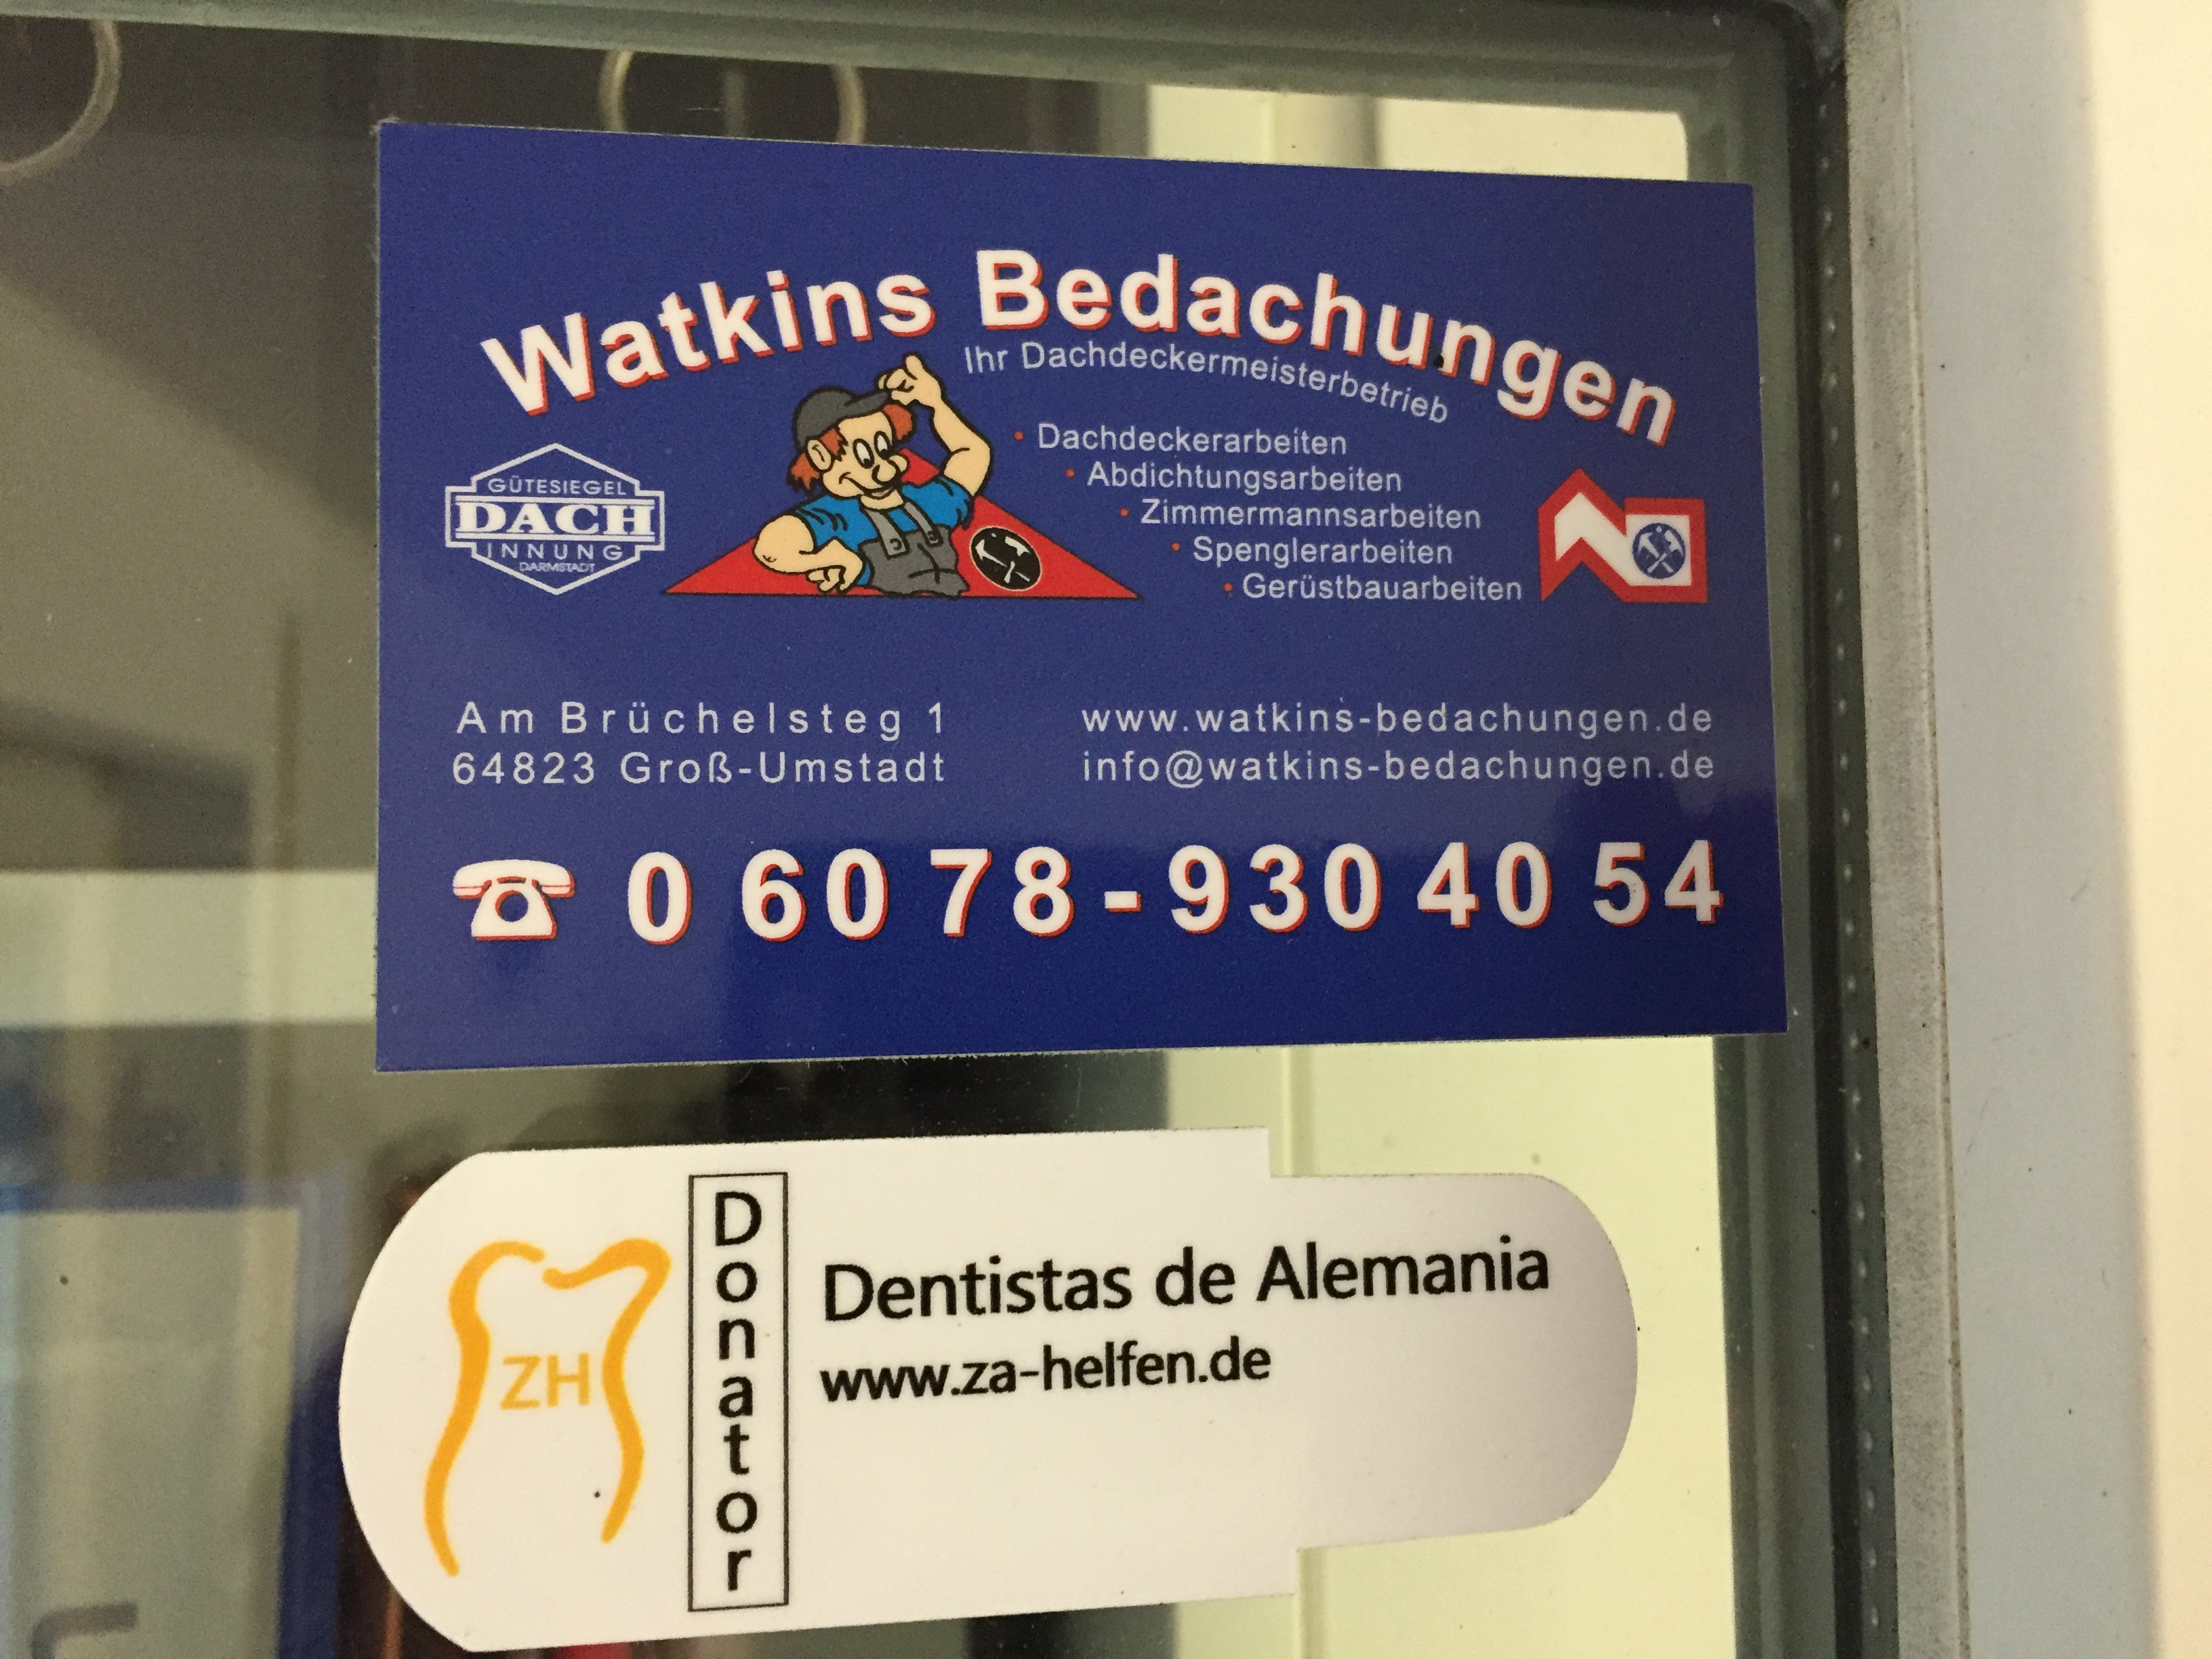 Watkins Bedachungen
Ihr Dachdeckermeisterbetrieb
• Dachdeckerarbeiten
• Abdichtungsarbeiten
• Zimmermannsarbeiten
• Spenglerarbeiten
• Gerüstbauarbeiten
GÜTESIEGEL
DACH
INNUNG
DARMSTADT
Am Brüchelsteg 1
64823 Groß-Umstadt
www.watkins-bedachungen.de
info@watkins-bedachungen.de
0 60 78 - 930 40 54
ZH
Donator
Dentistas de Alemania
www.za-helfen.de